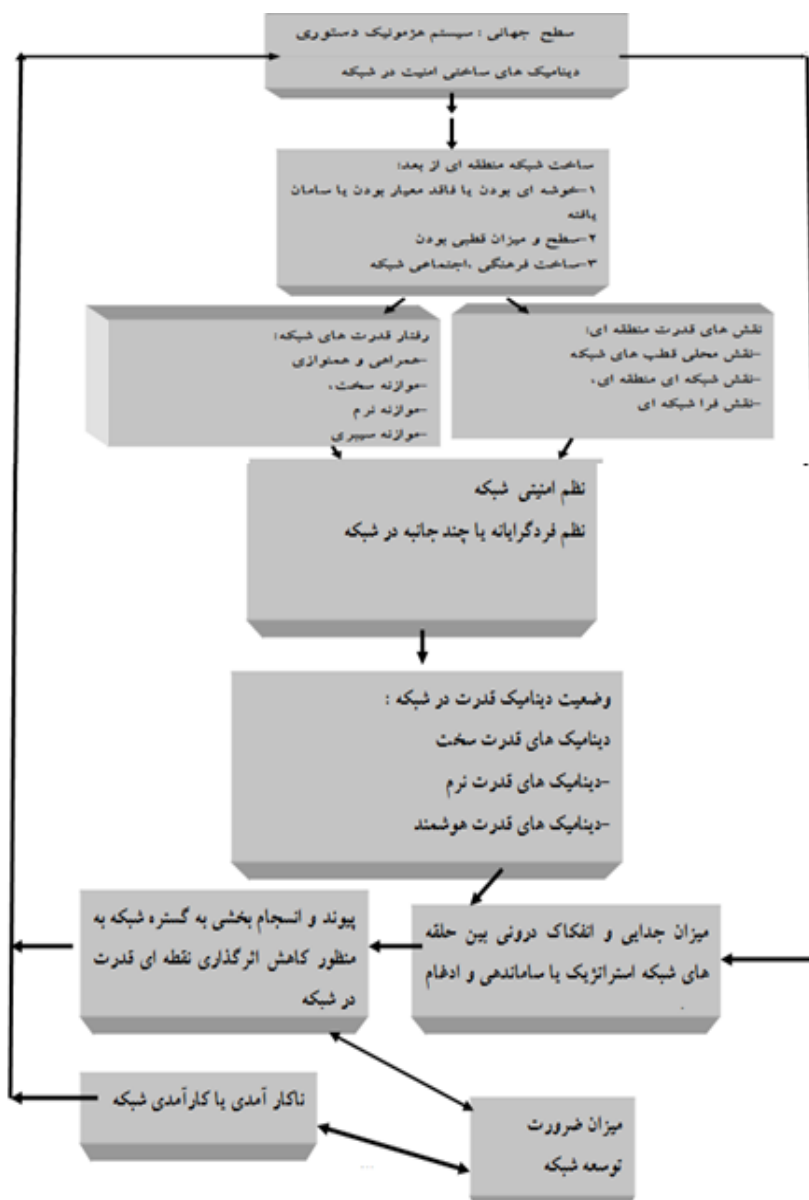 سطح جهانی : سیستم هژمونیک دستوری
دینامیک های ساختی امنیت در شبکه
ساخت شبکه منطقه ای از بعد:
۱-خوشه ای بودن یا فاقد معیار بودن یا سامان
یافته
۲-سطح و میزان قطبی بودن
۳-ساخت فرهنگی ،اجتماعی شبکه
نقش های قدرت منطقه ای:
-نقش محلی قطب های شبکه
-نقش شبکه ای منطقه ای،
-نقش فرا شبکه ای
رفتار قدرت های شبکه:
-همراهی و همنوازی
-موازنه سخت،
-موازنه نرم
-موازنه سیبری
نظم امنیتی شبکه
نظم فردگرایانه یا چند جانبه در شبکه
وضعیت دینامیک قدرت در شبکه :
دینامیک های قدرت سخت
-دینامیک های قدرت نرم
-دینامیک های قدرت هوشمند
میزان جدایی و انفکاک درونی بین حلقه
های شبکه استراتژیک یا ساماندهی و ادغام
.
پیوند و انسجام بخشی به گستره شبکه به
منظور کاهش اثرگذاری نقطه ای قدرت
در شبکه
ناکار آمدی یا کارآمدی شبکه
میزان ضرورت
توسعه شبکه
...